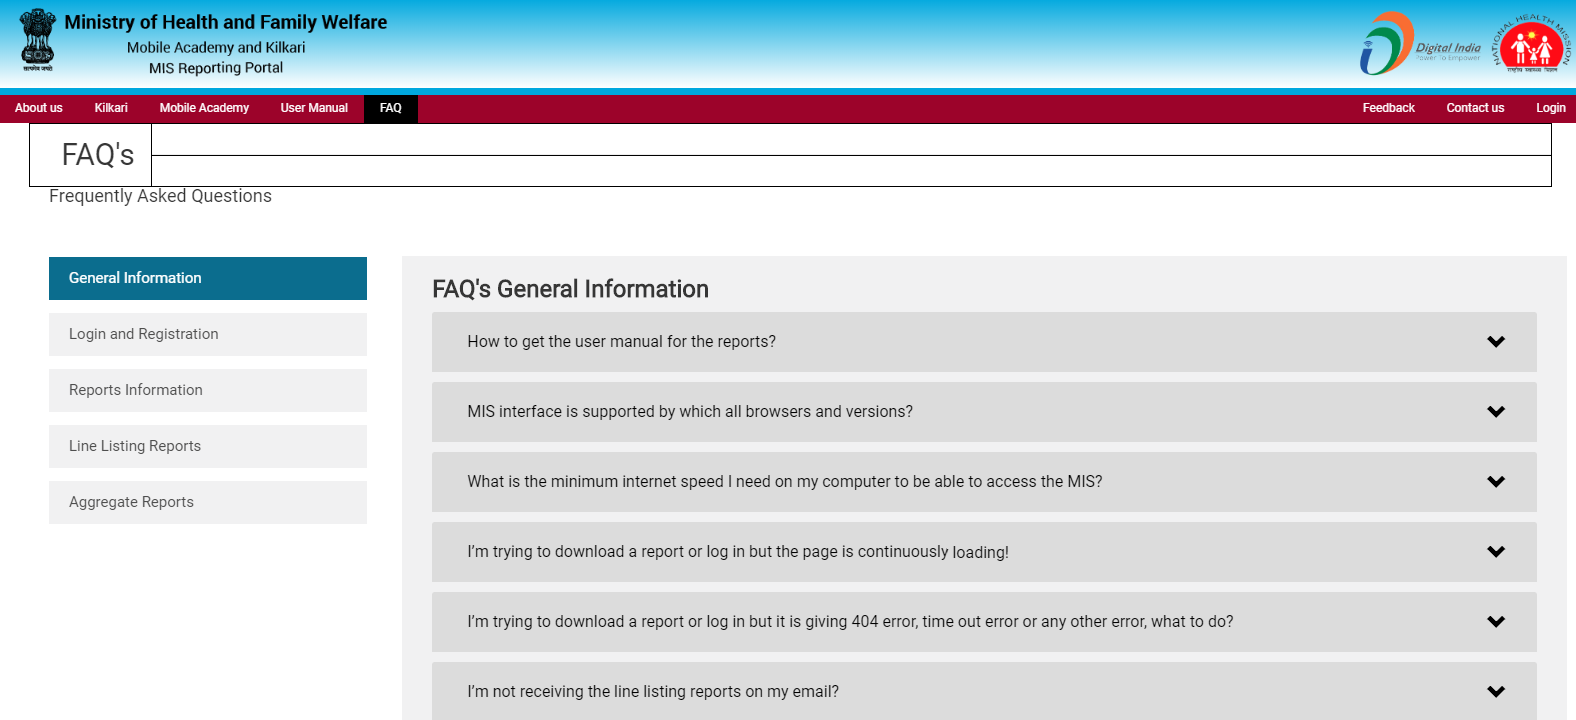 Ministry of Health and Family Welfare
Mobile Academy and Kilkari
MIS Reporting Portal
सत्यमेव जयते
Digital India
Power To Empower
NATIONAL HEALTH MISSION
राष्ट्रीय स्वास्थ्य मिशन
About us Kilkari Mobile Academy User Manual FAQ Feedback Contact us Login
FAQ's
Frequently Asked Questions
General Information
Login and Registration
Reports Information
Line Listing Reports
Aggregate Reports
FAQ's General Information
How to get the user manual for the reports?
MIS interface is supported by which all browsers and versions?
What is the minimum internet speed I need on my computer to be able to access the MIS?
I’m trying to download a report or log in but the page is continuously loading!
I’m trying to download a report or log in but it is giving 404 error, time out error or any other error, what to do?
I’m not receiving the line listing reports on my email?